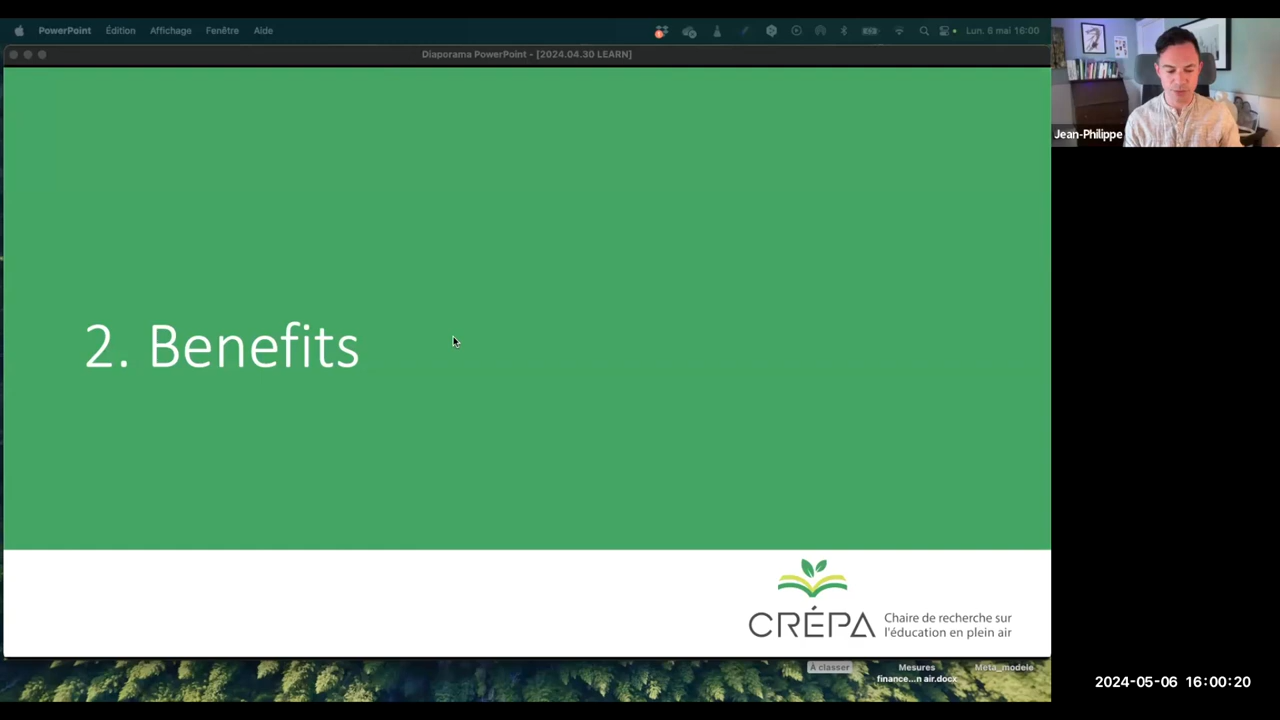 PowerPoint Édition Affichage Fenêtre Aide
Lun. 6 mai 16:00
Diaporama PowerPoint - [2024.04.30 LEARN]
Jean-Philippe
2. Benefits
CRÉPA
Chaire de recherche sur
l'éducation en plein air
À classer
Mesures
finance...n air.docx
Meta_modele
2024-05-06 16:00:20